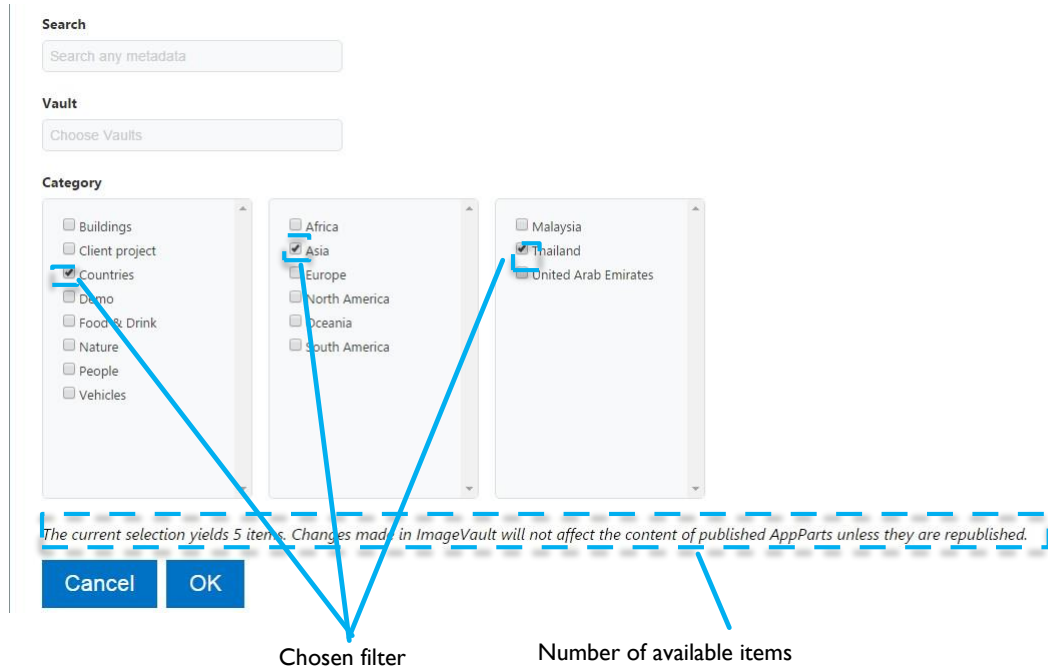 Search
Search any metadata
Vault
Choose Vaults
Category
Buildings
Client project
Countries
Demo
Food & Drink
Nature
People
Vehicles
Africa
Asia
Europe
North America
Oceania
South America
Malaysia
Thailand
United Arab Emirates
The current selection yields 5 items. Changes made in ImageVault will not affect the content of published AppParts unless they are republished.
Cancel
OK
Chosen filter
Number of available items